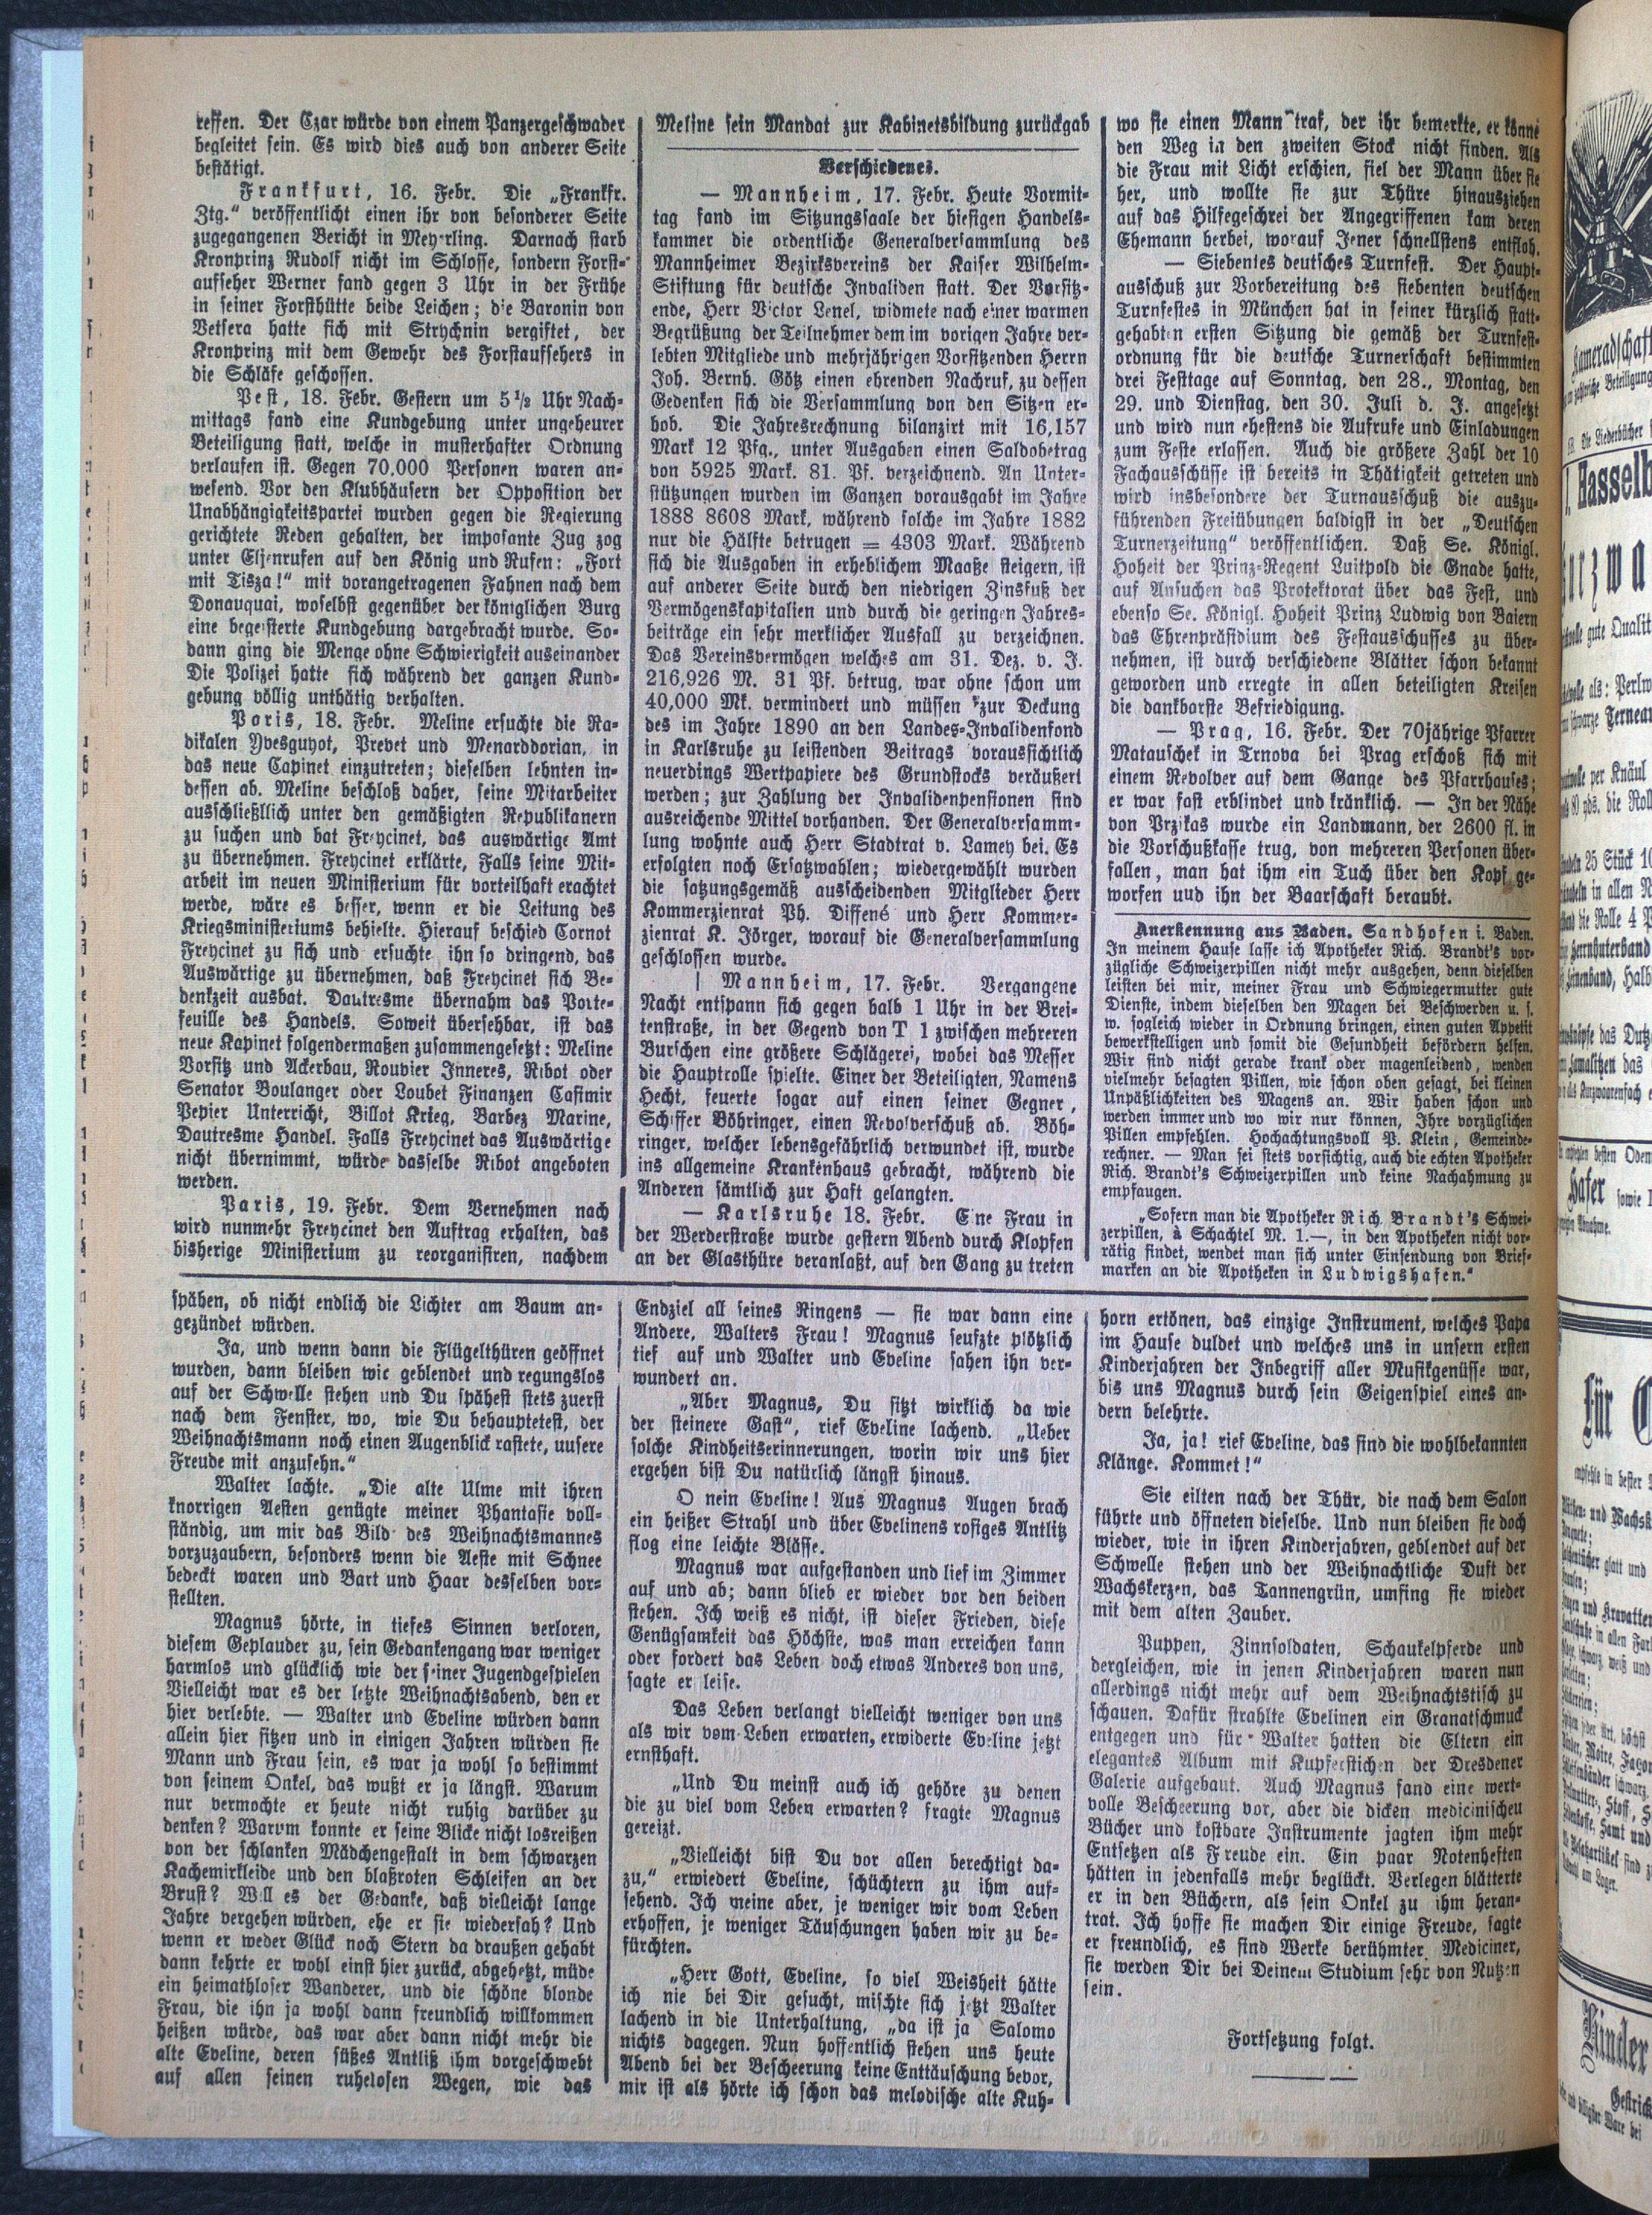 treffen. Der Czar würde von einem Panzergeschwader
begleitet sein. Es wird dies auch von anderer Seite
bestätigt.
Frankfurt, 16. Febr. Die „Frankfr.
Ztg.“ veröffentlicht einen ihr von besonderer Seite
zugegangenen Bericht in Meyerling. Darnach starb
Kronprinz Rudolf nicht im Schlosse, sondern Forst-
aufseher Werner fand gegen 3 Uhr in der Frühe
in seiner Forsthütte beide Leichen; die Baronin von
Vetsera hatte sich mit Strychnin vergiftet, der
Kronprinz mit dem Gewehr des Forstaufsehers in
die Schläfe geschossen.
Pest, 18. Febr. Gestern um 5½ Uhr Nach-
mittags fand eine Kundgebung unter ungeheurer
Beteiligung statt, welche in musterhafter Ordnung
verlaufen ist. Gegen 70,000 Personen waren an-
wesend. Vor den Klubhäusern der Opposition der
Unabhängigkeitspartei wurden gegen die Regierung
gerichtete Reden gehalten, der imposante Zug zog
unter Eljenrufen auf den König und Rufen: „Fort
mit Tisza!“ mit vorangetragenen Fahnen nach dem
Donauquai, woselbst gegenüber der königlichen Burg
eine begeisterte Kundgebung dargebracht wurde. So-
dann ging die Menge ohne Schwierigkeit auseinander
Die Polizei hatte sich während der ganzen Kund-
gebung völlig unthätig verhalten.
Paris, 18. Febr. Meline ersuchte die Ra-
dikalen Yvesguyot, Prevet und Menarddorian, in
das neue Capinet einzutreten; dieselben lehnten in-
dessen ab. Meline beschloß daher, seine Mitarbeiter
ausschließlich unter den gemäßigten Republikanern
zu suchen und bat Freycinet, das auswärtige Amt
zu übernehmen. Freycinet erklärte, Falls seine Mit-
arbeit im neuen Ministerium für vorteilhaft erachtet
werde, wäre es besser, wenn er die Leitung des
Kriegsministeriums behielte. Hierauf beschied Cornot
Freycinet zu sich und ersuchte ihn so dringend, das
Auswärtige zu übernehmen, daß Freycinet sich Be-
denkzeit ausbat. Dautresme übernahm das Porte-
feuille des Handels. Soweit übersehbar, ist das
neue Kapinet folgendermaßen zusammengesetzt: Meline
Vorsitz und Ackerbau, Rouvier Inneres, Ribot oder
Senator Boulanger oder Loubet Finanzen Casimir
Pepier Unterricht, Billot Krieg, Barbez Marine,
Dautresme Handel. Falls Freycinet das Auswärtige
nicht übernimmt, würde dasselbe Ribot angeboten
werden.
Paris, 19. Febr. Dem Vernehmen nach
wird nunmehr Freycinet den Auftrag erhalten, das
bisherige Ministerium zu reorganisiren, nachdem
Meline sein Mandat zur Kabinetsbildung zurückgab
Verschiedenes.
— Mannheim, 17. Febr. Heute Vormit-
tag fand im Sitzungssaale der hiesigen Handels-
kammer die ordentliche Generalversammlung des
Mannheimer Bezirksvereins der Kaiser Wilhelm-
Stiftung für deutsche Invaliden statt. Der Vorsitz-
ende, Herr Victor Lenel, widmete nach einer warmen
Begrüßung der Teilnehmer dem im vorigen Jahre ver-
lebten Mitgliede und mehrjährigen Vorsitzenden Herrn
Joh. Bernh. Götz einen ehrenden Nachruf, zu dessen
Gedenken sich die Versammlung von den Sitzen er-
hob. Die Jahresrechnung bilanzirt mit 16,157
Mark 12 Pfg., unter Ausgaben einen Saldobetrag
von 5925 Mark. 81. Pf. verzeichnend. An Unter-
stützungen wurden im Ganzen vorausgabt im Jahre
1888 8608 Mark, während solche im Jahre 1882
nur die Hälfte betrugen = 4303 Mark. Während
sich die Ausgaben in erheblichem Maaße steigern, ist
auf anderer Seite durch den niedrigen Zinsfuß der
Vermögenskapitalien und durch die geringen Jahres-
beiträge ein sehr merklicher Ausfall zu verzeichnen.
Das Vereinsvermögen welches am 31. Dez. v. J.
216,926 M. 31 Pf. betrug, war ohne schon um
40,000 Mk. vermindert und müssen zur Deckung
des im Jahre 1890 an den Landes-Invalidenfond
in Karlsruhe zu leistenden Beitrags voraussichtlich
neuerdings Wertpapiere des Grundstocks veräußert
werden; zur Zahlung der Invalidenpensionen sind
ausreichende Mittel vorhanden. Der Generalversamm-
lung wohnte auch Herr Stadtrat v. Lamey bei. Es
erfolgten noch Ersatzwahlen; wiedergewählt wurden
die satzungsgemäß ausscheidenden Mitglieder Herr
Kommerzienrat Ph. Diffené und Herr Kommer-
zienrat K. Jörger, worauf die Generalversammlung
geschlossen wurde.
| Mannheim, 17. Febr. Vergangene
Nacht entspann sich gegen halb 1 Uhr in der Brei-
tenstraße, in der Gegend von T 1 zwischen mehreren
Burschen eine größere Schlägerei, wobei das Messer
die Hauptrolle spielte. Einer der Beteiligten, Namens
Hecht, feuerte sogar auf einen seiner Gegner,
Schiffer Böhringer, einen Revolverschuß ab. Böh-
ringer, welcher lebensgefährlich verwundet ist, wurde
ins allgemeine Krankenhaus gebracht, während die
Anderen sämtlich zur Haft gelangten.
— Karlsruhe 18. Febr. Eine Frau in
der Werderstraße wurde gestern Abend durch Klopfen
an der Glasthüre veranlaßt, auf den Gang zu treten
wo sie einen Mann traf, der ihr bemerkte, er könne
den Weg in den zweiten Stock nicht finden. Als
die Frau mit Licht erschien, fiel der Mann über sie
her, und wollte sie zur Thüre hinausziehen
auf das Hilfegeschrei der Angegriffenen kam deren
Ehemann herbei, worauf Jener schnellstens entfloh.
— Siebentes deutsches Turnfest. Der Haupt-
ausschuß zur Vorbereitung des siebenten deutschen
Turnfestes in München hat in seiner kürzlich statt-
gehabten ersten Sitzung die gemäß der Turnfest-
ordnung für die deutsche Turnerschaft bestimmten
drei Festtage auf Sonntag, den 28., Montag, den
29. und Dienstag, den 30. Juli d. J. angesetzt
und wird nun ehestens die Aufrufe und Einladungen
zum Feste erlassen. Auch die größere Zahl der 10
Fachausschüsse ist bereits in Thätigkeit getreten und
wird insbesondere der Turnausschuß die auszu-
führenden Freiübungen baldigst in der „Deutschen
Turnerzeitung“ veröffentlichen. Daß Se. Königl.
Hoheit der Prinz-Regent Luitpold die Gnade hatte,
auf Ansuchen das Protektorat über das Fest, und
ebenso Se. Königl. Hoheit Prinz Ludwig von Baiern
das Ehrenpräsidium des Festausschusses zu über-
nehmen, ist durch verschiedene Blätter schon bekannt
geworden und erregte in allen beteiligten Kreisen
die dankbarste Befriedigung.
— Prag, 16. Febr. Der 70jährige Pfarrer
Matauschek in Trnova bei Prag erschoß sich mit
einem Revolver auf dem Gange des Pfarrhauses;
er war fast erblindet und kränklich. — In der Nähe
von Przikas wurde ein Landmann, der 2600 fl. in
die Vorschußkasse trug, von mehreren Personen über-
fallen, man hat ihm ein Tuch über den Kopf ge-
worfen uud ihn der Baarschaft beraubt.
Anerkennung aus Baden. Sandhofen i. Baden.
In meinem Hause lasse ich Apotheker Rich. Brandt's vor-
zügliche Schweizerpillen nicht mehr ausgehen, denn dieselben
leisten bei mir, meiner Frau und Schwiegermutter gute
Dienste, indem dieselben den Magen bei Beschwerden u. s.
w. sogleich wieder in Ordnung bringen, einen guten Appetit
bewerkstelligen und somit die Gesundheit befördern helfen.
Wir sind nicht gerade krank oder magenleidend, wenden
vielmehr besagten Pillen, wie schon oben gesagt, bei kleinen
Unpäßlichkeiten des Magens an. Wir haben schon und
werden immer und wo wir nur können, Ihre vorzüglichen
Pillen empfehlen. Hochachtungsvoll P. Klein, Gemeinde-
rechner. — Man sei stets vorsichtig, auch die echten Apotheker
Rich. Brandt's Schweizerpillen und keine Nachahmung zu
empfaugen.
„Sofern man die Apotheker Rich. Brandt's Schwei-
zerpillen, à Schachtel M. 1.—, in den Apotheken nicht vor-
rätig findet, wendet man sich unter Einsendung von Brief-
marken an die Apotheken in Ludwigshafen.“
spähen, ob nicht endlich die Lichter am Baum an-
gezündet würden.
Ja, und wenn dann die Flügelthüren geöffnet
wurden, dann bleiben wir geblendet und regungslos
auf der Schwelle stehen und Du spähest stets zuerst
nach dem Fenster, wo, wie Du behauptetest, der
Weihnachtsmann noch einen Augenblick rastete, uusere
Freude mit anzusehn.“
Walter lachte. „Die alte Ulme mit ihren
knorrigen Aesten genügte meiner Phantasie voll-
ständig, um mir das Bild des Weihnachtsmannes
vorzuzaubern, besonders wenn die Aeste mit Schnee
bedeckt waren und Bart und Haar desselben vor-
stellten.
Magnus hörte, in tiefes Sinnen verloren,
diesem Geplauder zu, sein Gedankengang war weniger
harmlos und glücklich wie der seiner Jugendgespielen
Vielleicht war es der letzte Weihnachtsabend, den er
hier verlebte. — Walter und Eveline würden dann
allein hier sitzen und in einigen Jahren würden sie
Mann und Frau sein, es war ja wohl so bestimmt
von seinem Onkel, das wußt er ja längst. Warum
nur vermochte er heute nicht ruhig darüber zu
denken? Warum konnte er seine Blicke nicht losreißen
von der schlanken Mädchengestalt in dem schwarzen
Kachemirkleide und den blaßroten Schleifen an der
Brust? Will es der Gedanke, daß vielleicht lange
Jahre vergehen würden, ehe er sie wiedersah? Und
wenn er weder Glück noch Stern da draußen gehabt
dann kehrte er wohl einst hier zurück, abgehetzt, müde
ein heimathloser Wanderer, und die schöne blonde
Frau, die ihn ja wohl dann freundlich willkommen
heißen würde, das war aber dann nicht mehr die
alte Eveline, deren süßes Antliß ihm vorgeschwebt
auf allen seinen ruhelosen Wegen, wie das
Endziel all seines Ringens — sie war dann eine
Andere, Walters Frau! Magnus seufzte plötzlich
tief auf und Walter und Eveline sahen ihn ver-
wundert an.
„Aber Magnus, Du sitzt wirklich da wie
der steinere Gast“, rief Eveline lachend. „Ueber
solche Kindheitserinnerungen, worin wir uns hier
ergehen bist Du natürlich längst hinaus.
O nein Eveline! Aus Magnus Augen brach
ein heißer Strahl und über Evelinens rosiges Antlitz
flog eine leichte Blässe.
Magnus war aufgestanden und lief im Zimmer
auf und ab; dann blieb er wieder vor den beiden
stehen. Ich weiß es nicht, ist dieser Frieden, diese
Genügsamkeit das Höchste, was man erreichen kann
oder fordert das Leben doch etwas Anderes von uns,
sagte er leise.
Das Leben verlangt vielleicht weniger von uns
als wir vom Leben erwarten, erwiderte Eveline jetzt
ernsthaft.
„Und Du meinst auch ich gehöre zu denen
die zu viel vom Leben erwarten? fragte Magnus
gereizt.
„Vielleicht bist Du vor allen berechtigt da-
zu,“ erwiedert Eveline, schüchtern zu ihm auf-
sehend. Ich meine aber, je weniger wir vom Leben
erhoffen, je weniger Täuschungen haben wir zu be-
fürchten.
„Herr Gott, Eveline, so viel Weisheit hätte
ich nie bei Dir gesucht, mischte sich jetzt Walter
lachend in die Unterhaltung, „da ist ja Salomo
nichts dagegen. Nun hoffentlich stehen uns heute
Abend bei der Bescheerung keine Enttäuschung bevor,
mir ist als hörte ich schon das melodische alte Kuh-
horn ertönen, das einzige Instrument, welches Papa
im Hause duldet und welches uns in unsern ersten
Kinderjahren der Inbegriff aller Musikgenüsse war,
bis uns Magnus durch sein Geigenspiel eines an-
dern belehrte.
Ja, ja! rief Eveline, das sind die wohlbekannten
Klänge. Kommet!“
Sie eilten nach der Thür, die nach dem Salon
führte und öffneten dieselbe. Und nun bleiben sie doch
wieder, wie in ihren Kinderjahren, geblendet auf der
Schwelle stehen und der Weihnachtliche Duft der
Wachskerzen, das Tannengrün, umfing sie wieder
mit dem alten Zauber.
Puppen, Zinnsoldaten, Schaukelpferde und
dergleichen, wie in jenen Kinderjahren waren nun
allerdings nicht mehr auf dem Weihnachtstisch zu
schauen. Dafür strahlte Evelinen ein Granatschmuck
entgegen und für Walter hatten die Eltern ein
elegantes Album mit Kupferstichen der Dresdener
Galerie aufgebaut. Auch Magnus fand eine wert-
volle Bescheerung vor, aber die dicken medicinischeu
Bücher und kostbare Instrumente jagten ihm mehr
Entsetzen als Freude ein. Ein paar Notenheften
hätten in jedenfalls mehr beglückt. Verlegen blätterte
er in den Büchern, als sein Onkel zu ihm heran-
trat. Ich hoffe sie machen Dir einige Freude, sagte
er freundlich, es sind Werke berühmter Mediciner,
sie werden Dir bei Deinem Studium sehr von Nutzen
sein.
Fortsetzung folgt.